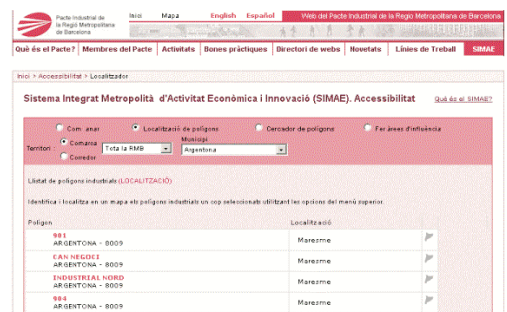 Pacte Industrial de
la Regió Metropolitana
de Barcelona
Inici Mapa English Español
Web del Pacte Industrial de la Regió Metropolitana de Barcelona
Què és el Pacte? Membres del Pacte Activitats Bones pràctiques Directori de webs Novetats Línies de Treball SIMAE
Inici > Accessibilitat > Localitzador
Sistema Integrat Metropolità d'Activitat Econòmica i Innovació (SIMAE). Accessibilitat
Què és el SIMAE?
Com anar Localització de polígons Cercador de polígons Fer àrees d'influència
Territori : Comarca Tota la RMB Municipi Argentona
Corredor
Llistat de polígons industrials (LOCALITZACIÓ)
Identifica i localitza en un mapa els polígons industrials un cop seleccionats utilitzant les opcions del menú superior.
Polígon Localització
981
ARGENTONA - 8009 Maresme
CAN NEGOCI
ARGENTONA - 8009 Maresme
INDUSTRIAL NORD
ARGENTONA - 8009 Maresme
984
ARGENTONA - 8009 Maresme